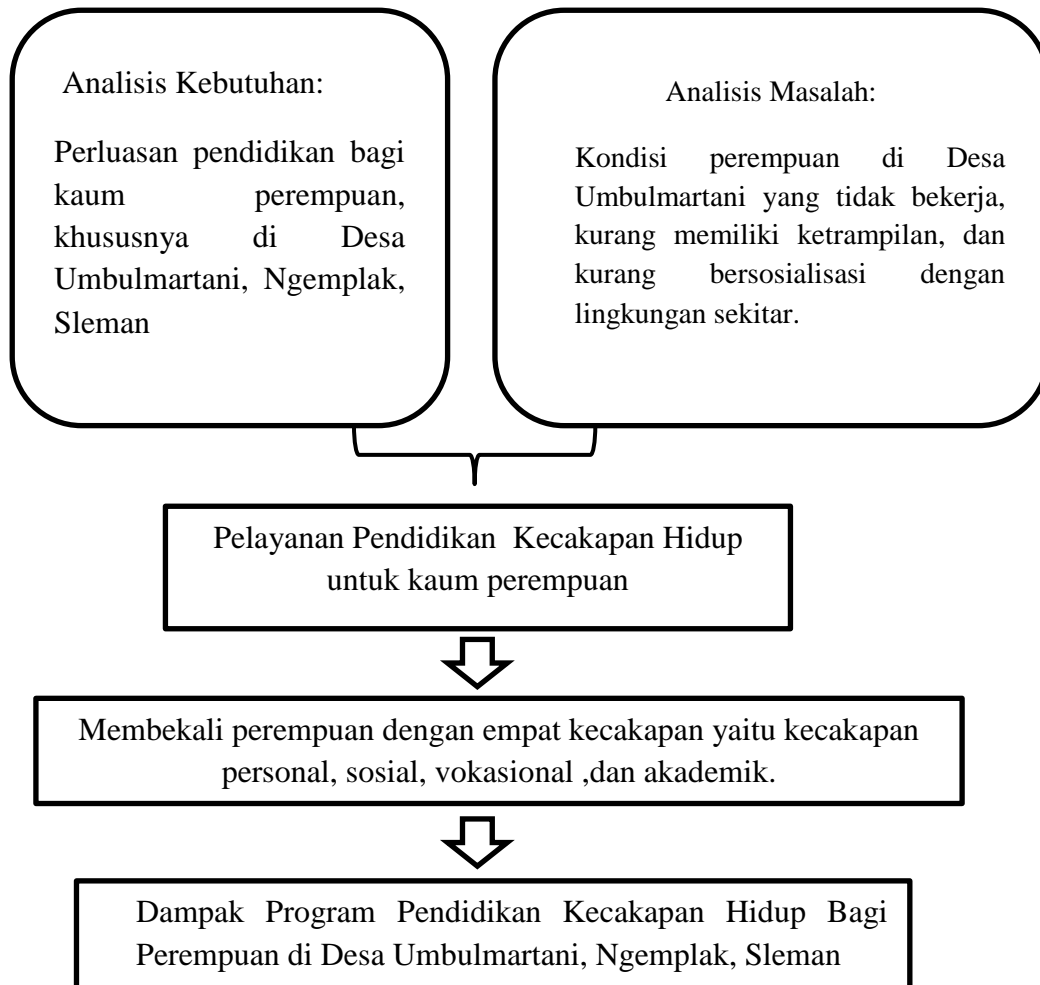 Analisis Kebutuhan:
Perluasan pendidikan bagi
kaum perempuan,
khususnya di Desa
Umbulmartani, Ngemplak,
Sleman
Analisis Masalah:
Kondisi perempuan di Desa
Umbulmartani yang tidak bekerja,
kurang memiliki ketrampilan, dan
kurang bersosialisasi dengan
lingkungan sekitar.
Pelayanan Pendidikan Kecakapan Hidup
untuk kaum perempuan
Membekali perempuan dengan empat kecakapan yaitu kecakapan
personal, sosial, vokasional ,dan akademik.
Dampak Program Pendidikan Kecakapan Hidup Bagi
Perempuan di Desa Umbulmartani, Ngemplak, Sleman